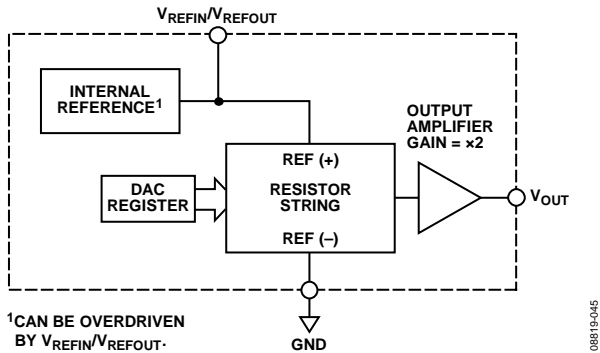 VREFIN/VREFOUT
INTERNAL
REFERENCE1
OUTPUT
AMPLIFIER
GAIN = ×2
REF (+)
DAC
REGISTER
RESISTOR
STRING
REF (–)
VOUT
GND
1CAN BE OVERDRIVEN
BY VREFIN/VREFOUT.
08819-045